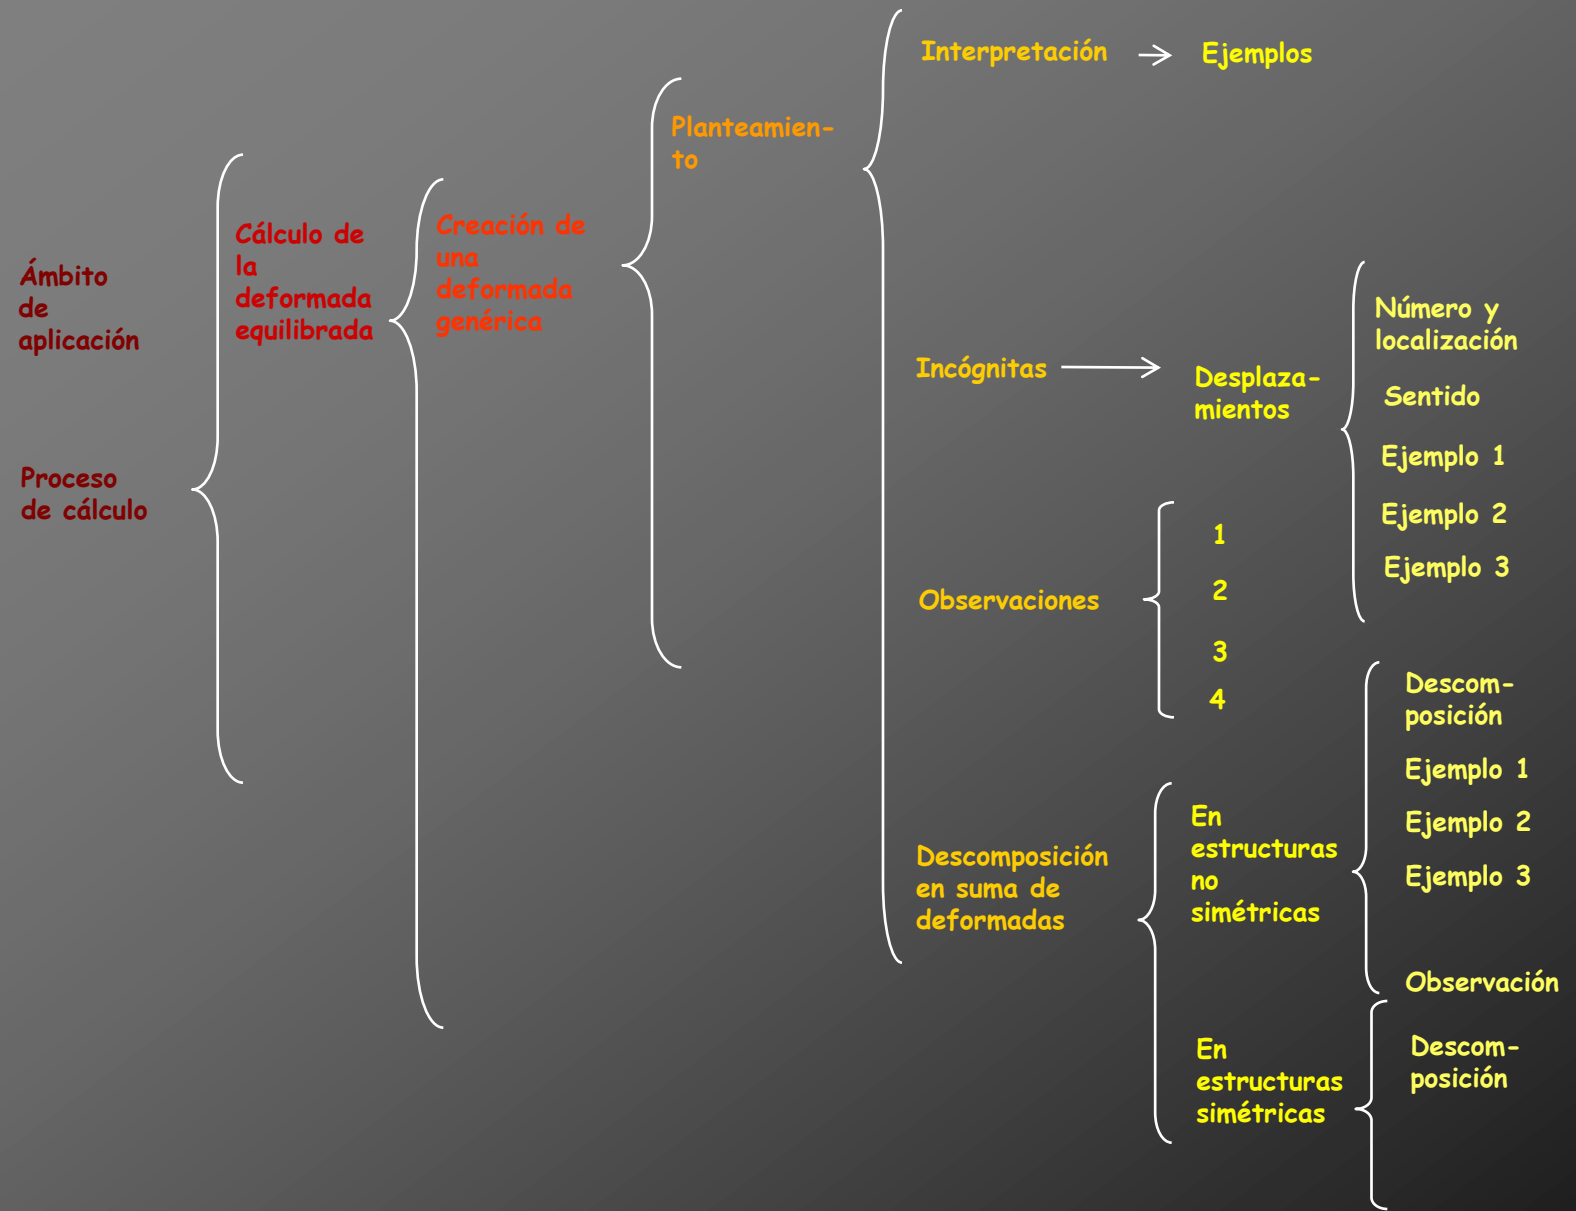 Ámbito
de
aplicación
Proceso
de cálculo
Cálculo de
la
deformada
equilibrada
Creación de
una
deformada
genérica
Planteamien-
to
Interpretación
Ejemplos
Incógnitas
Desplaza-
mientos
Número y
localización
Sentido
Ejemplo 1
Ejemplo 2
Ejemplo 3
Observaciones
1
2
3
4
Descomposición
en suma de
deformadas
En
estructuras
no
simétricas
Descom-
posición
Ejemplo 1
Ejemplo 2
Ejemplo 3
Observación
En
estructuras
simétricas
Descom-
posición